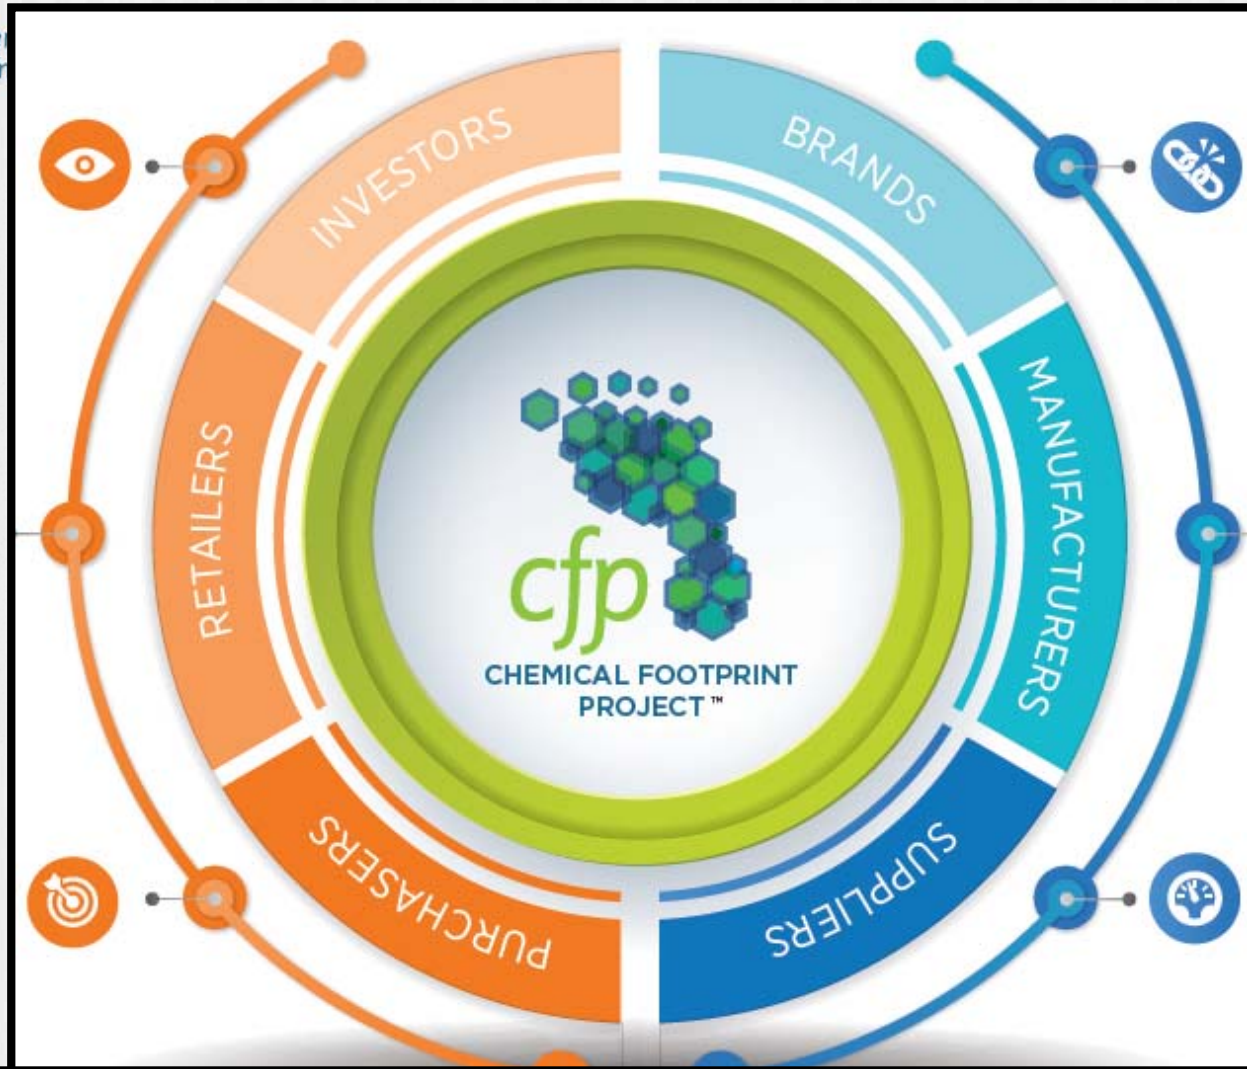 INVESTORS
BRANDS
RETAILERS
MANUFACTURERS
cfp
CHEMICAL FOOTPRINT
PROJECT™
PURCHASERS
SUPPLIERS